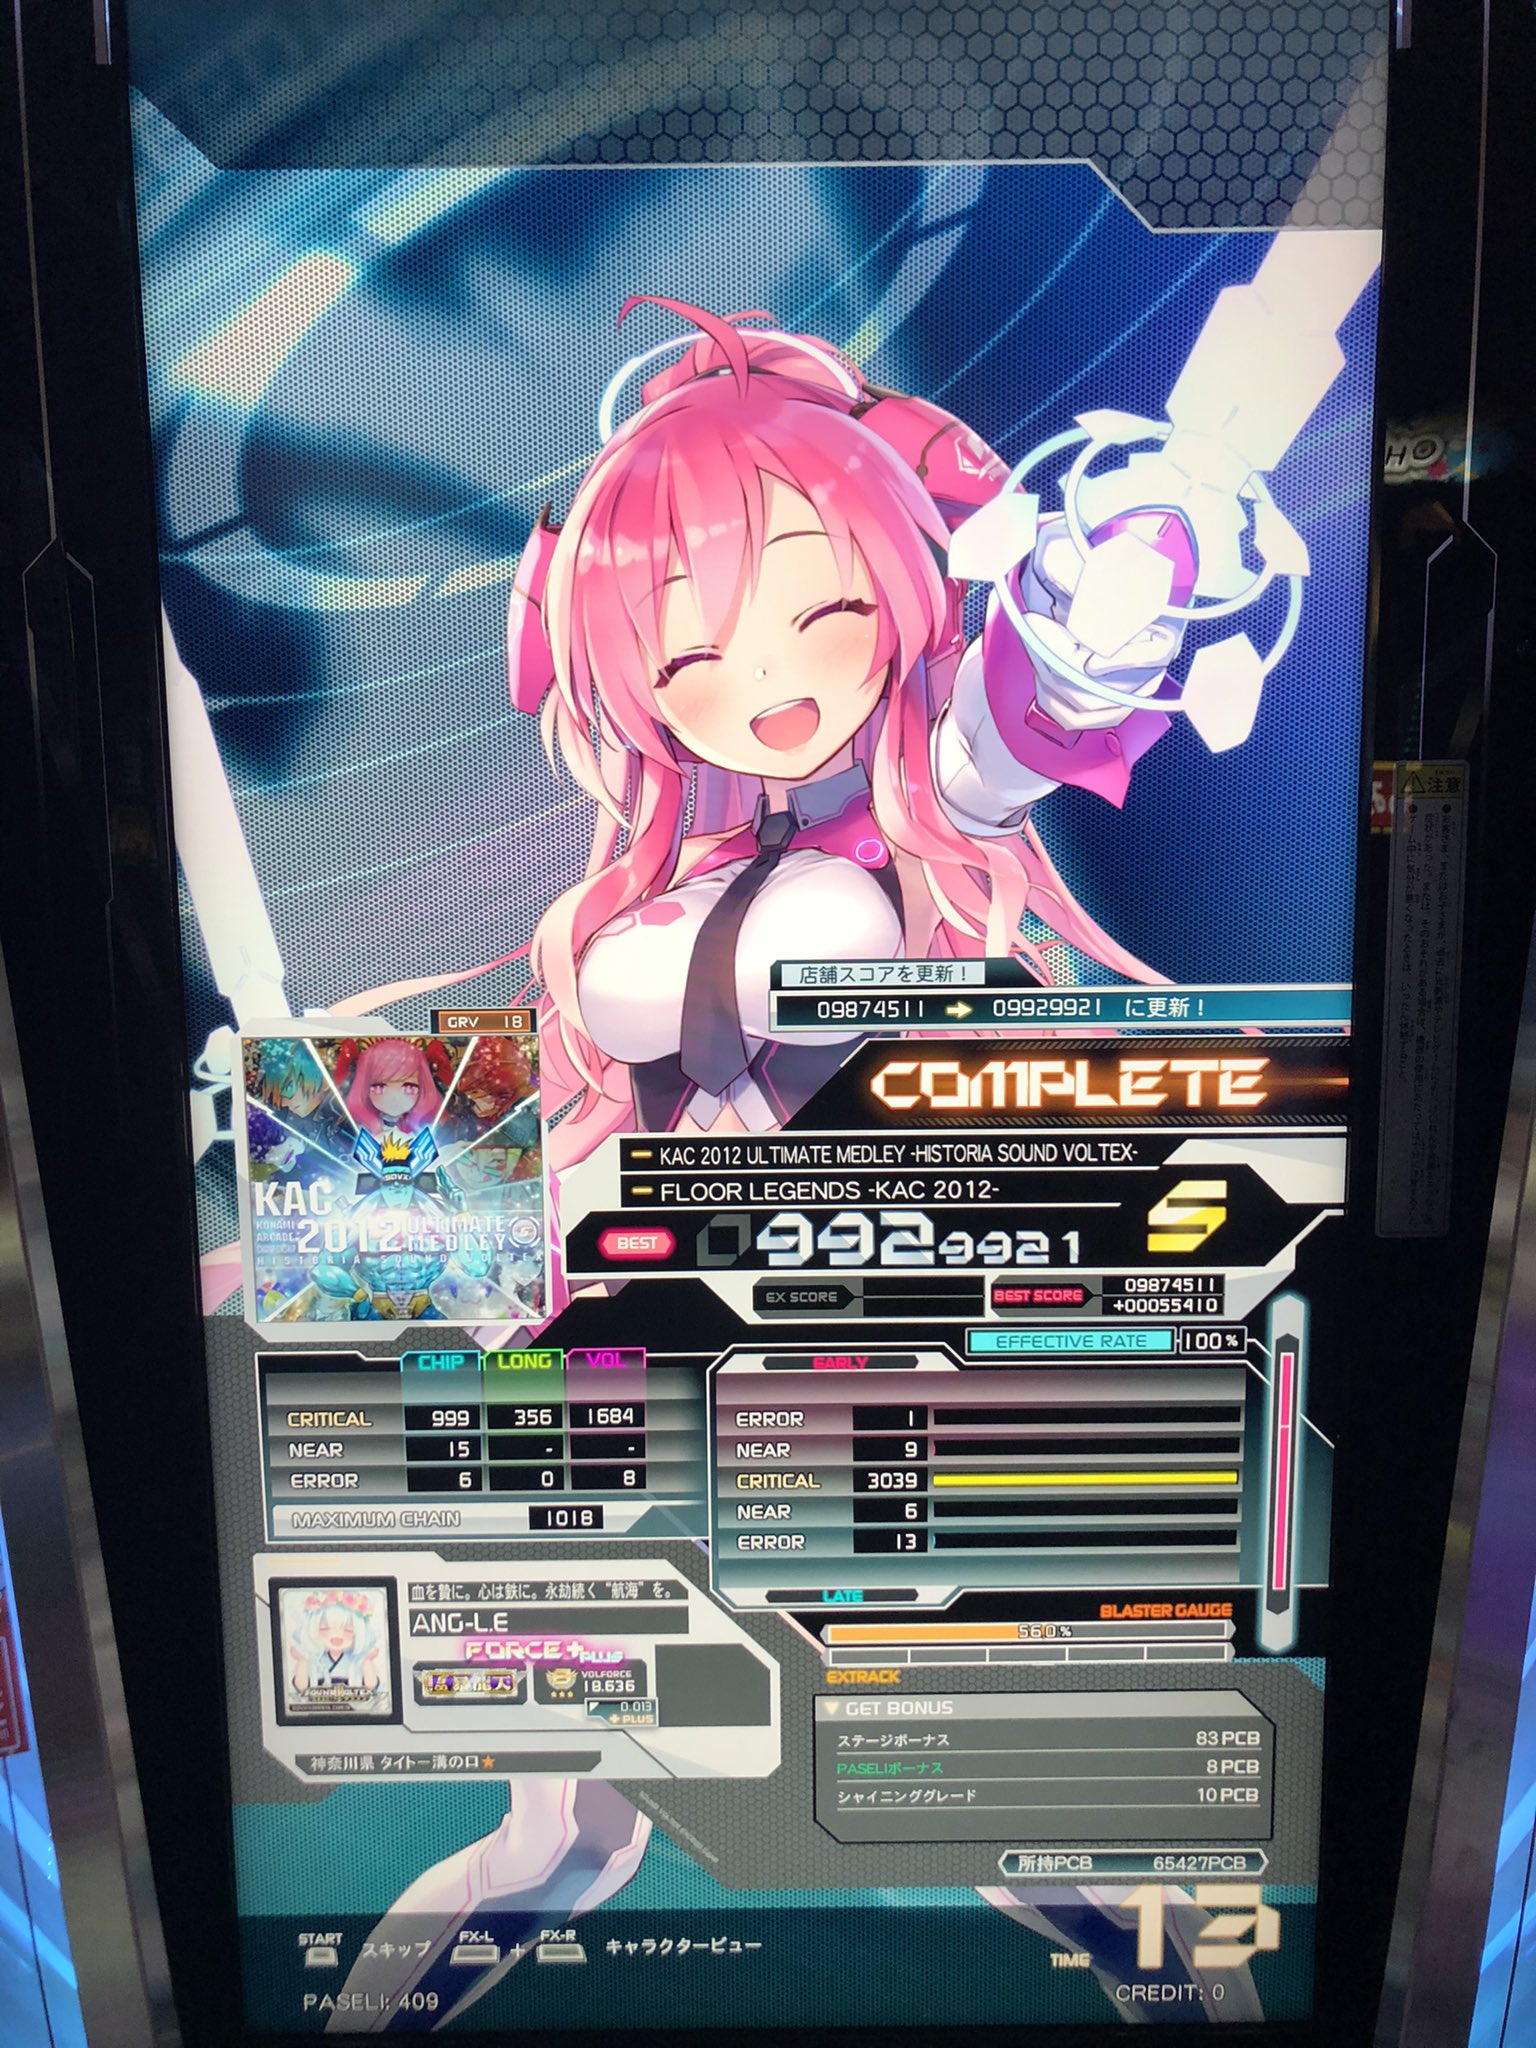 注意
店舗スコアを更新！
09874511 ➡ 09929921 に更新！
GRV 18
COMPLETE
KAC 2012 ULTIMATE MEDLEY -HISTORIA SOUND VOLTEX-
FLOOR LEGENDS -KAC 2012-
KAC
KONAMI ARCADE
2012 ULTIMATE MEDLEY
HISTORIA SOUND VOLTEX
BEST
09929921
S
EX SCORE
BEST SCORE 09874511
+00055410
EFFECTIVE RATE 100%
CHIP LONG VOL
CRITICAL 999 356 1684
NEAR 15 - -
ERROR 6 0 8
MAXIMUM CHAIN 1018
EARLY
ERROR 1
NEAR 9
CRITICAL 3039
NEAR 6
ERROR 13
LATE
血を贄に。心は鉄に。永劫続く“航海”を。
ANG-L.E
FORCE + PLUS
VOLFORCE
18.636
0.013
+ PLUS
神奈川県 タイトー溝の口★
BLASTER GAUGE
56.0%
EXTRACK
▼ GET BONUS
ステージボーナス 83PCB
PASELIボーナス 8PCB
シャイニンググレード 10PCB
所持PCB 65427PCB
START スキップ FX-L + FX-R キャラクタービュー
TIME 13
PASELI: 409
CREDIT: 0